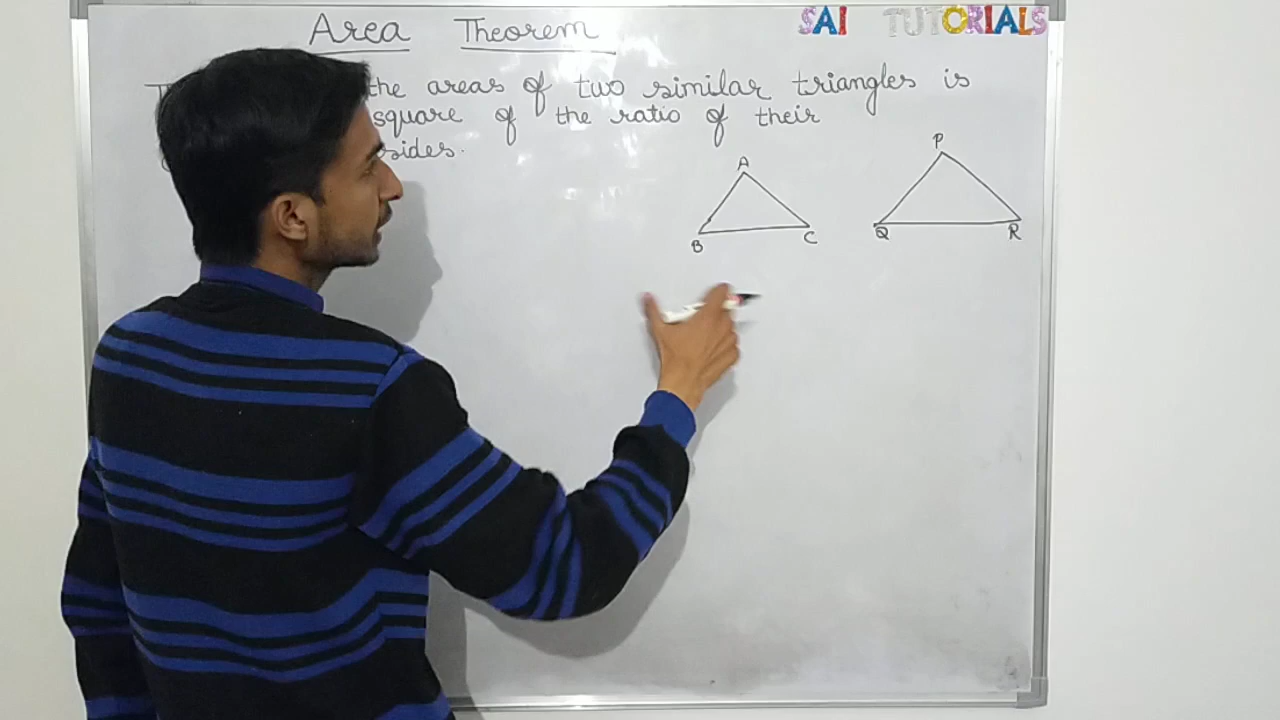 Area Theorem
SAI TUTORIALS
the areas of two similar triangles is
square of the ratio of their
sides.
A
P
B
C
Q
R